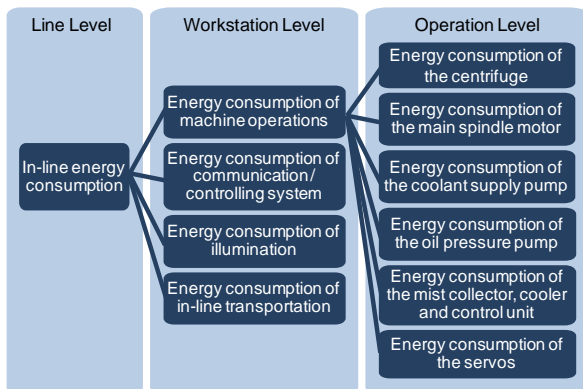 Line Level
Workstation Level
Operation Level
In-line energy
consumption
Energy consumption of
machine operations
Energy consumption of
communication /
controlling system
Energy consumption of
illumination
Energy consumption of
in-line transportation
Energy consumption of
the centrifuge
Energy consumption of
the main spindle motor
Energy consumption of
the coolant supply pump
Energy consumption of
the oil pressure pump
Energy consumption of
the mist collector, cooler
and control unit
Energy consumption of
the servos